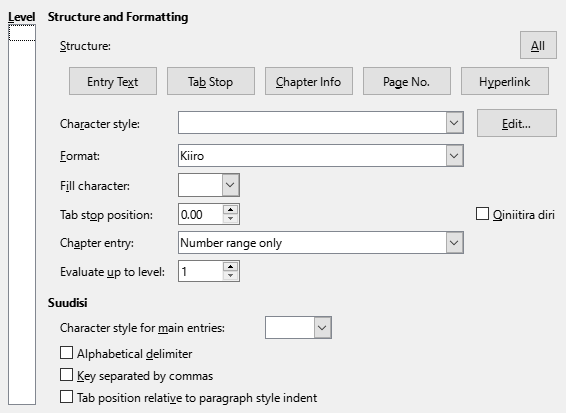 Level Structure and Formatting
Structure: All
Entry Text Tab Stop Chapter Info Page No. Hyperlink
Character style: Edit...
Format: Kiiro
Fill character:
Tab stop position: 0.00 Qiniitira diri
Chapter entry: Number range only
Evaluate up to level: 1
Suudisi
Character style for main entries:
Alphabetical delimiter
Key separated by commas
Tab position relative to paragraph style indent